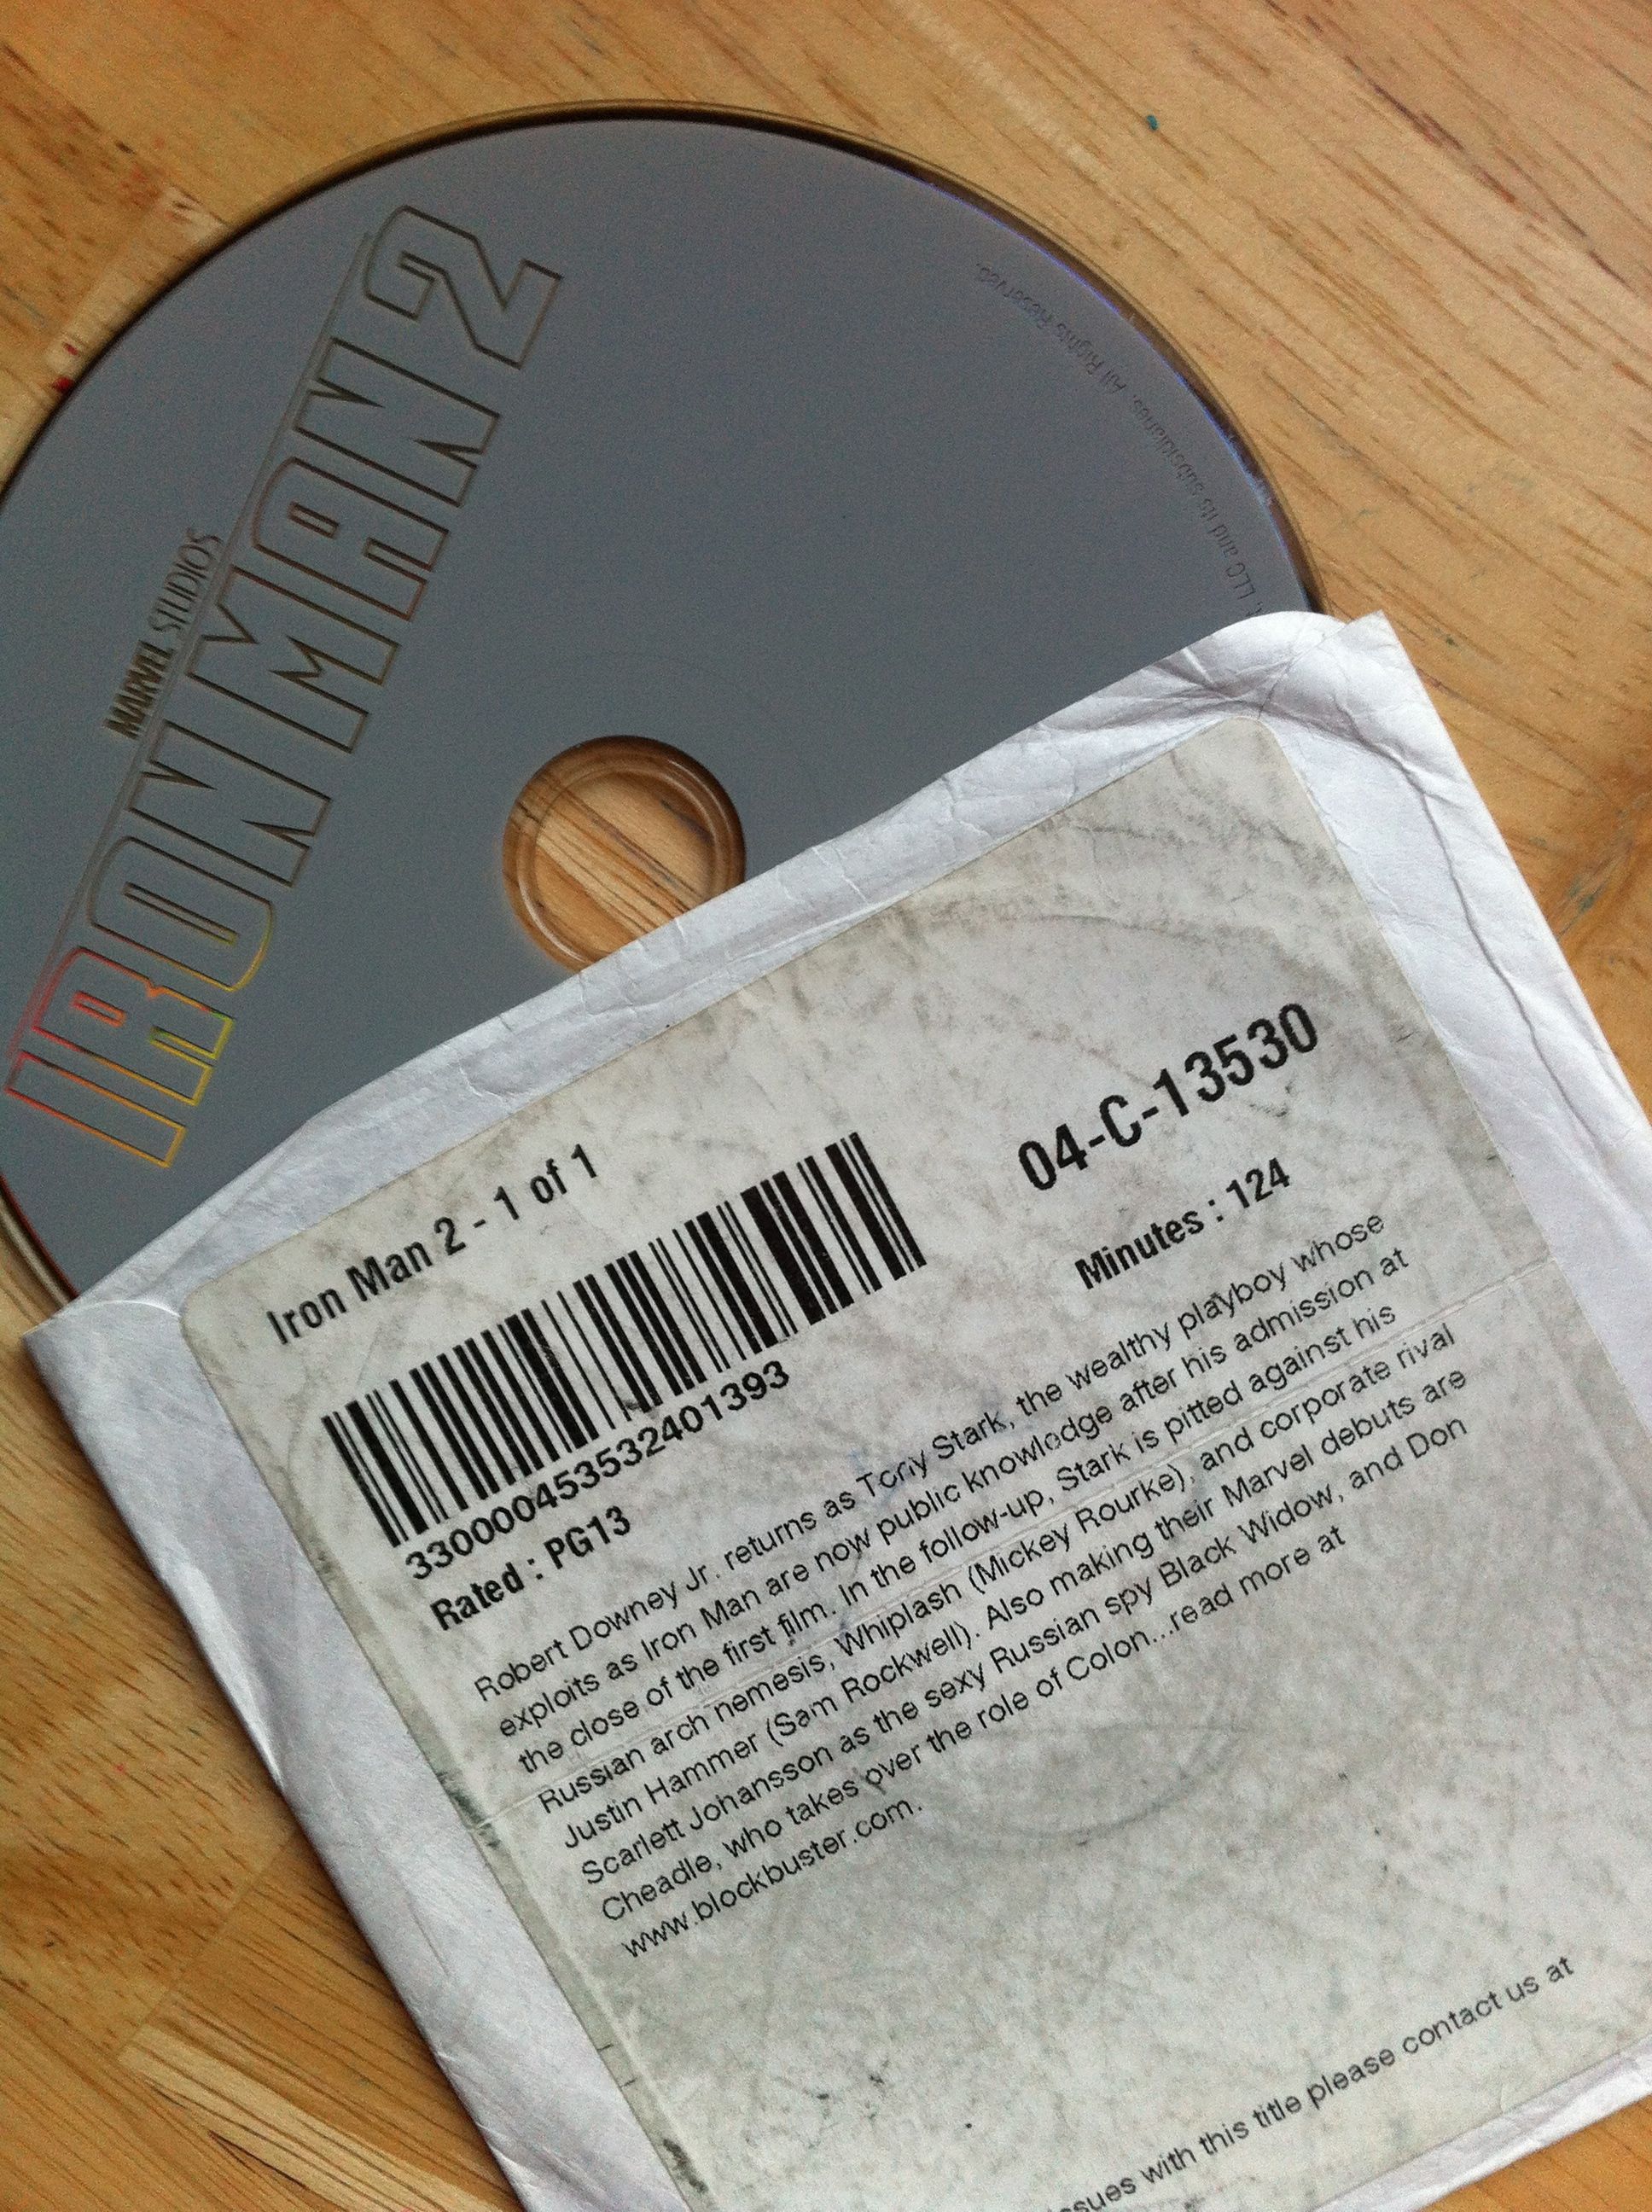 MARVEL STUDIOS
IRON MAN 2
LLC and its subsidiaries. All Rights Reserved.
Iron Man 2 - 1 of 1
04-C-13530
3300004535532401393
Minutes : 124
Rated : PG13
Robert Downey Jr. returns as Tony Stark, the wealthy playboy whose
exploits as Iron Man are now public knowledge after his admission at
the close of the first film. In the follow-up, Stark is pitted against his
Russian arch nemesis, Whiplash (Mickey Rourke), and corporate rival
Justin Hammer (Sam Rockwell). Also making their Marvel debuts are
Scarlett Johansson as the sexy Russian spy Black Widow, and Don
Cheadle, who takes over the role of Colon...read more at
www.blockbuster.com.
ssues with this title please contact us at